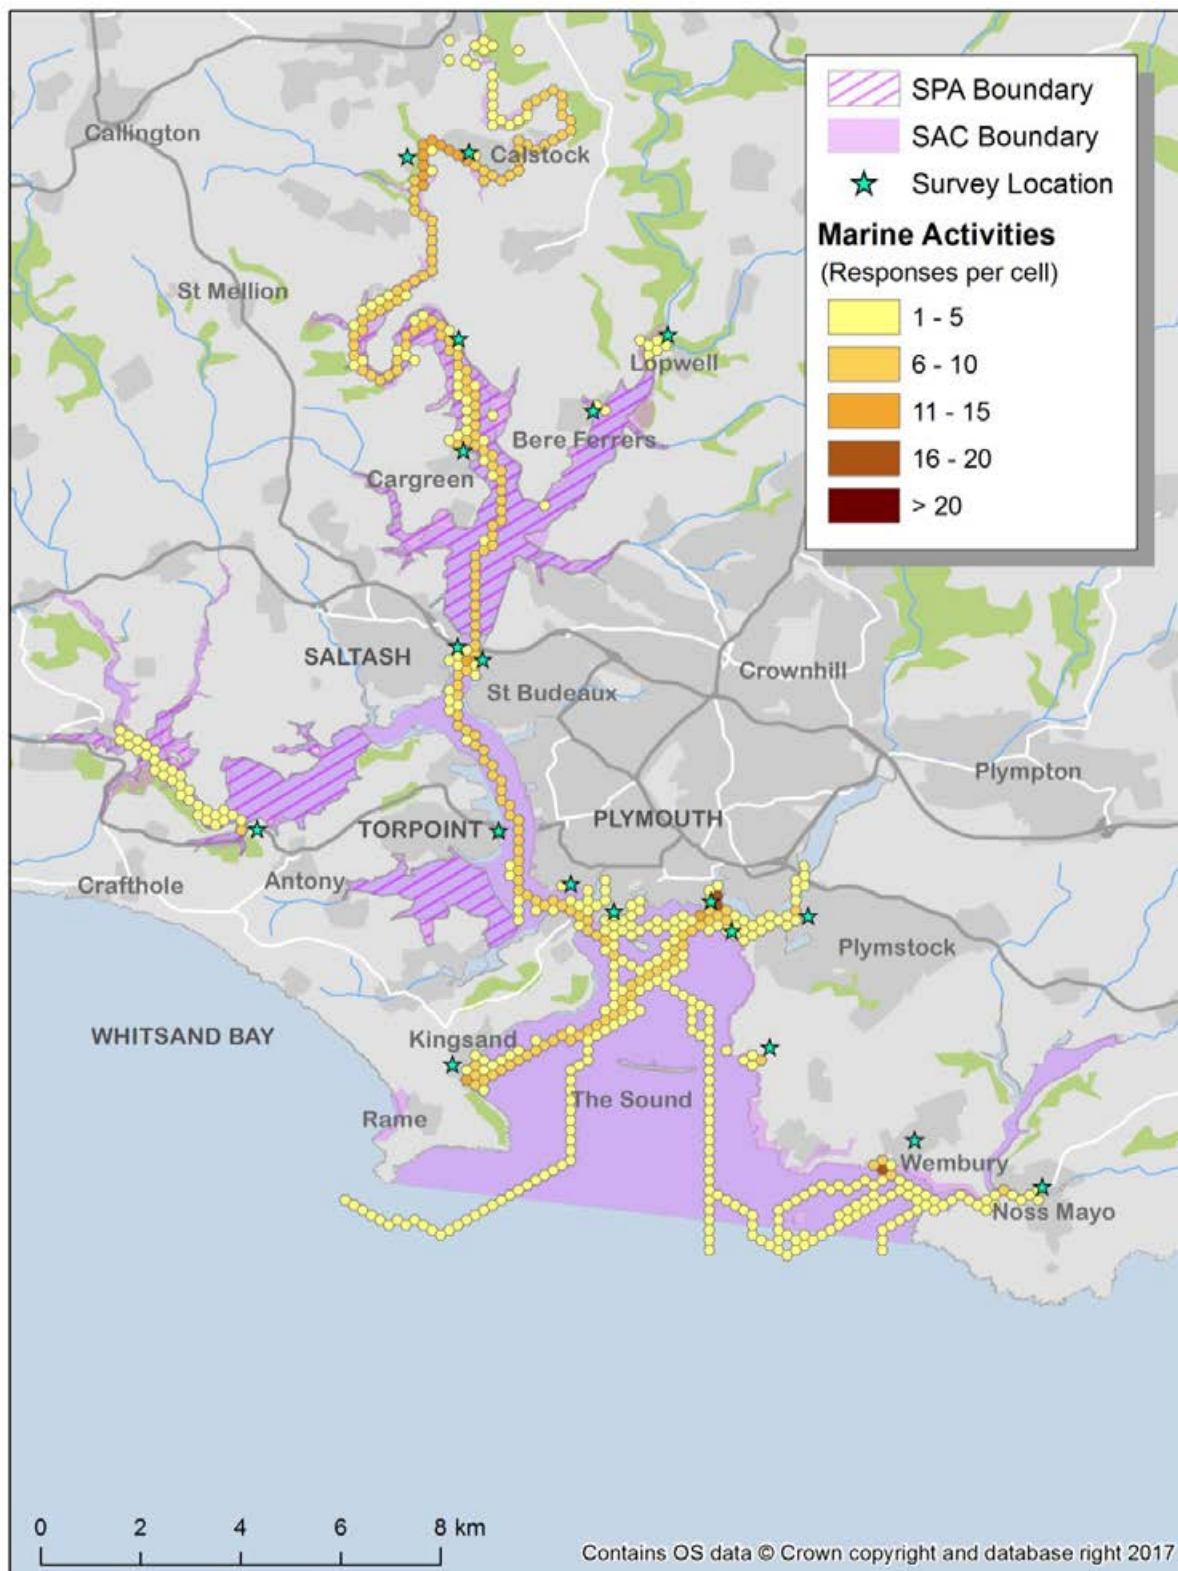 SPA Boundary
SAC Boundary
Survey Location
Marine Activities
(Responses per cell)
1 - 5
6 - 10
11 - 15
16 - 20
> 20
Callington
Calstock
St Mellion
Lopwell
Bere Ferrers
Cargreen
SALTASH
Crownhill
St Budeaux
Plympton
TORPOINT
PLYMOUTH
Crafthole
Antony
Plymstock
WHITSAND BAY
Kingsand
The Sound
Rame
Wembury
Noss Mayo
0 2 4 6 8 km
Contains OS data © Crown copyright and database right 2017